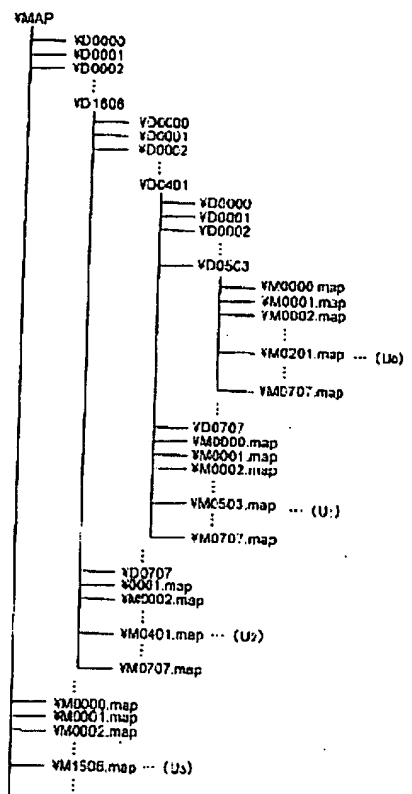 ¥MAP
¥D0000
¥D0001
¥D0002
¥D1606
¥D0000
¥D0001
¥D0002
¥D0401
¥D0000
¥D0001
¥D0002
¥D0503
¥M0000.map
¥M0001.map
¥M0002.map
¥M0201.map ··· (U₀)
¥M0707.map
¥D0707
¥M0000.map
¥M0001.map
¥M0002.map
¥M0503.map ··· (U₁)
¥M0707.map
¥D0707
¥0001.map
¥M0002.map
¥M0401.map ··· (U₂)
¥M0707.map
¥M0000.map
¥M0001.map
¥M0002.map
¥M1606.map ··· (U₃)